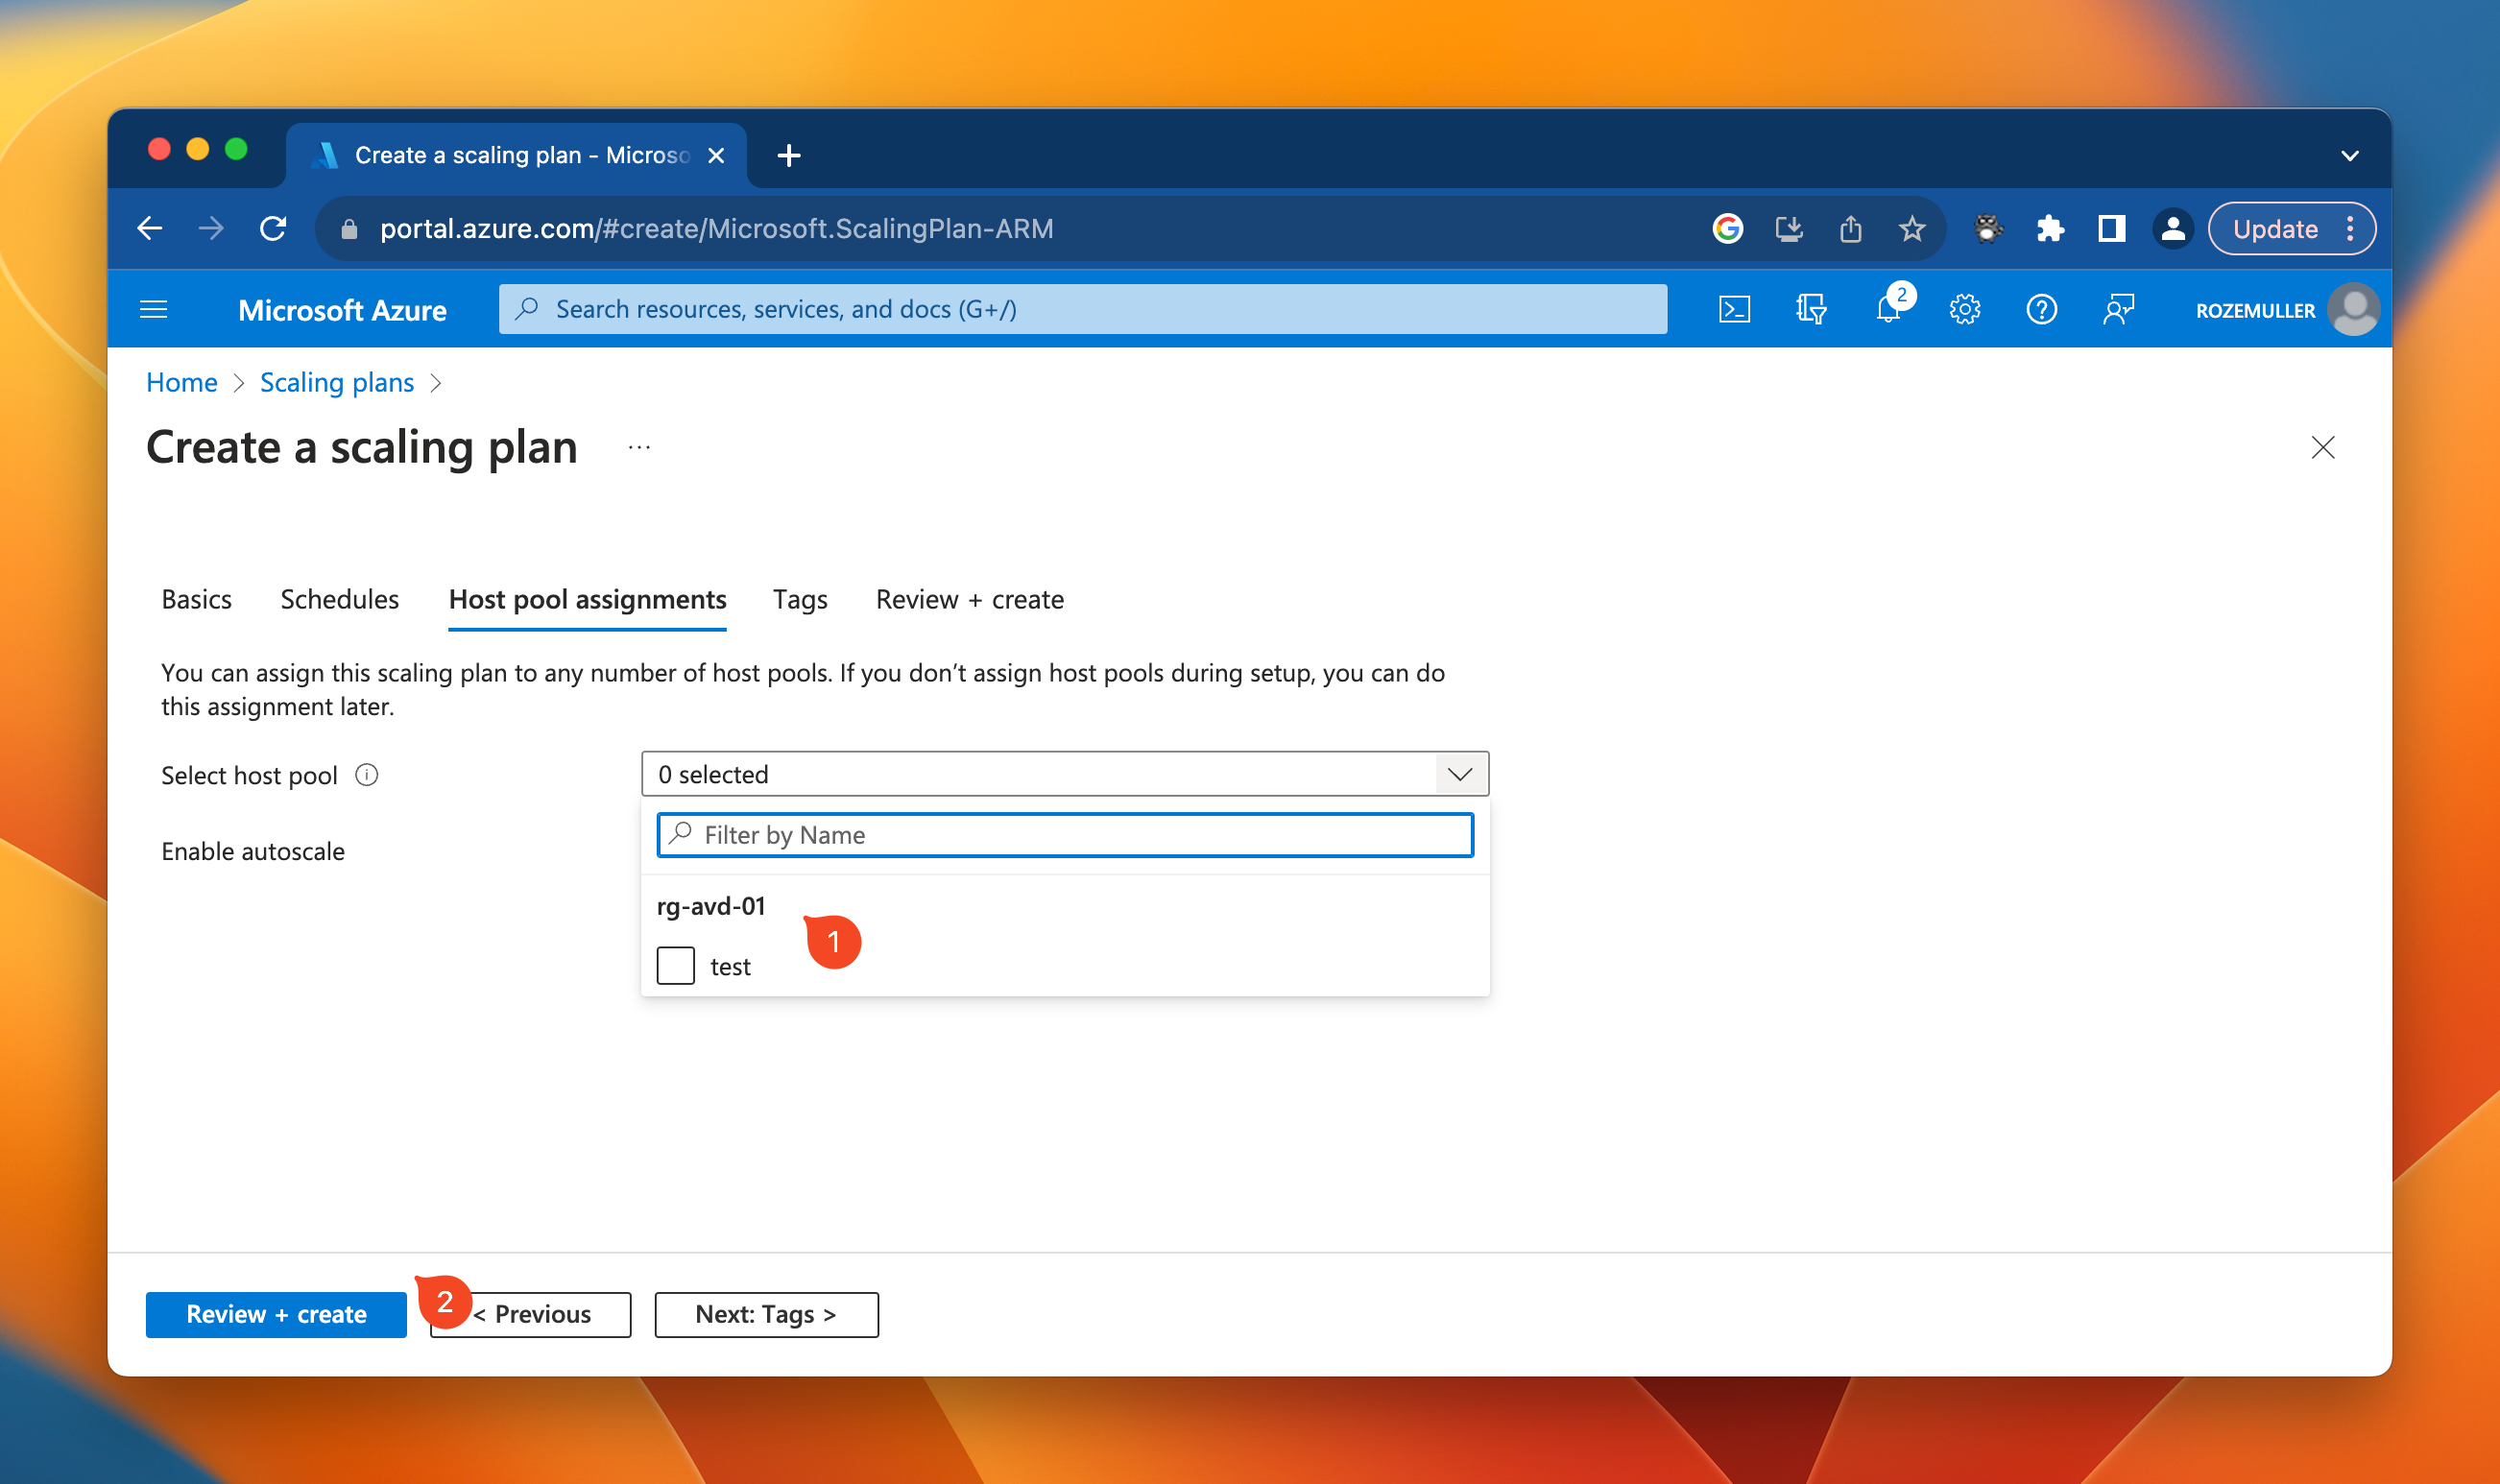 Create a scaling plan - Microso
portal.azure.com/#create/Microsoft.ScalingPlan-ARM
Update
Microsoft Azure
Search resources, services, and docs (G+/)
2
ROZEMULLER
Home > Scaling plans >
Create a scaling plan ...
Basics
Schedules
Host pool assignments
Tags
Review + create
You can assign this scaling plan to any number of host pools. If you don’t assign host pools during setup, you can do
this assignment later.
Select host pool
0 selected
Filter by Name
Enable autoscale
rg-avd-01
1
test
Review + create
2
< Previous
Next: Tags >